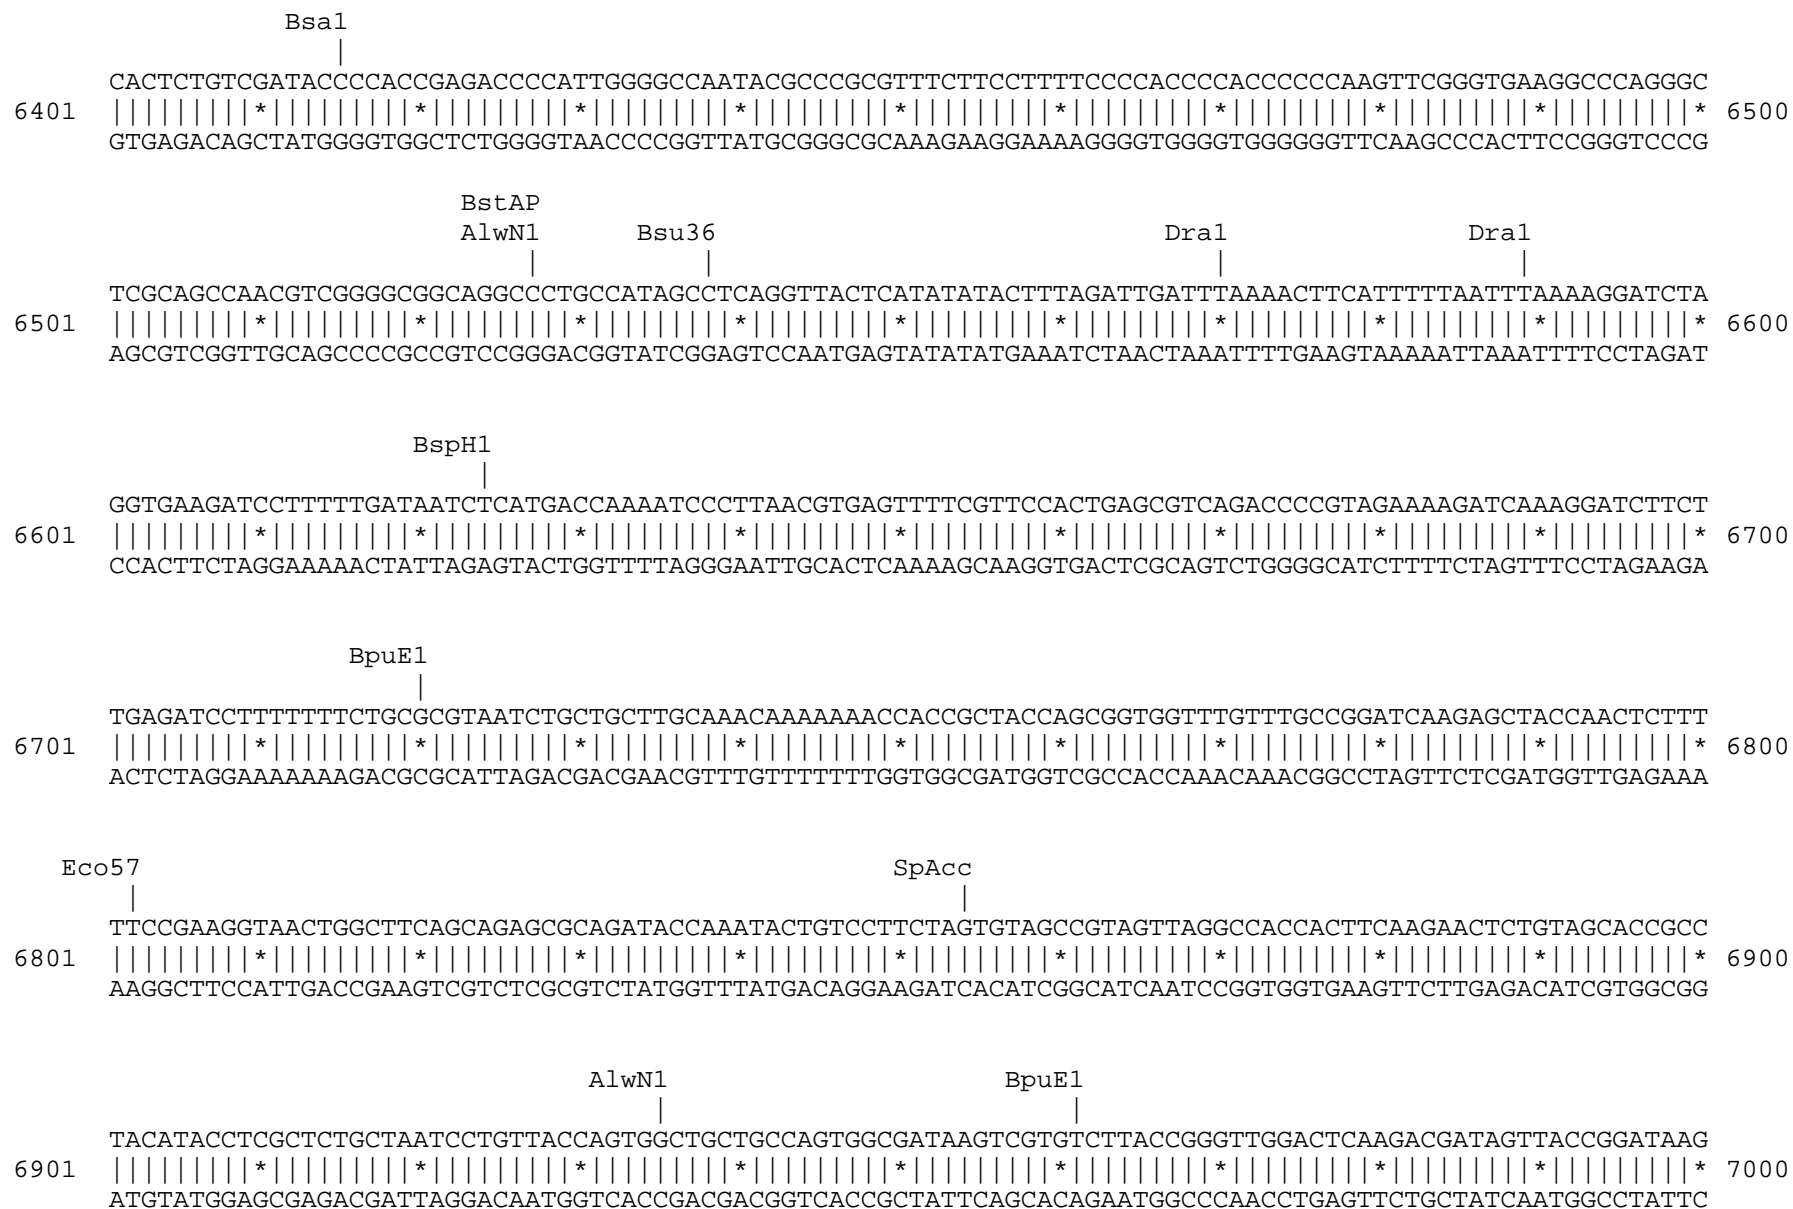 Bsa1
|
CACTCTGTCGATACCCCACCGAGACCCCATTGGGGCCAATACGCCCGCGTTTCTTCCTTTTCCCCACCCCACCCCCCAAGTTCGGGTGAAGGCCCAGGGC
6401 |||||||||*|||||||||*|||||||||*|||||||||*|||||||||*|||||||||*|||||||||*|||||||||*|||||||||*|||||||||* 6500
GTGAGACAGCTATGGGGTGGCTCTGGGGTAACCCCGGTTATGCGGGCGCAAAGAAGGAAAAGGGGTGGGGTGGGGGGTTCAAGCCCACTTCCGGGTCCCG
BstAP
AlwN1 Bsu36 Dra1 Dra1
| | | |
TCGCAGCCAACGTCGGGGCGGCAGGCCCTGCCATAGCCTCAGGTTACTCATATATACTTTAGATTGATTTAAAACTTCATTTTTAATTTAAAAGGATCTA
6501 |||||||||*|||||||||*|||||||||*|||||||||*|||||||||*|||||||||*|||||||||*|||||||||*|||||||||*|||||||||* 6600
AGCGTCGGTTGCAGCCCCGCCGTCCGGGACGGTATCGGAGTCCAATGAGTATATATGAAATCTAACTAAATTTTGAAGTAAAAATTAAATTTTCCTAGAT
BspH1
|
GGTGAAGATCCTTTTTGATAATCTCATGACCAAAATCCCTTAACGTGAGTTTTCGTTCCACTGAGCGTCAGACCCCGTAGAAAAGATCAAAGGATCTTCT
6601 |||||||||*|||||||||*|||||||||*|||||||||*|||||||||*|||||||||*|||||||||*|||||||||*|||||||||*|||||||||* 6700
CCACTTCTAGGAAAAACTATTAGAGTACTGGTTTTAGGGAATTGCACTCAAAAGCAAGGTGACTCGCAGTCTGGGGCATCTTTTCTAGTTTCCTAGAAGA
BpuE1
|
TGAGATCCTTTTTTTCTGCGCGTAATCTGCTGCTTGCAAACAAAAAAACCACCGCTACCAGCGGTGGTTTGTTTGCCGGATCAAGAGCTACCAACTCTTT
6701 |||||||||*|||||||||*|||||||||*|||||||||*|||||||||*|||||||||*|||||||||*|||||||||*|||||||||*|||||||||* 6800
ACTCTAGGAAAAAAAGACGCGCATTAGACGACGAACGTTTGTTTTTTTGGTGGCGATGGTCGCCACCAAACAAACGGCCTAGTTCTCGATGGTTGAGAAA
Eco57 SpAcc
| |
TTCCGAAGGTAACTGGCTTCAGCAGAGCGCAGATACCAAATACTGTCCTTCTAGTGTAGCCGTAGTTAGGCCACCACTTCAAGAACTCTGTAGCACCGCC
6801 |||||||||*|||||||||*|||||||||*|||||||||*|||||||||*|||||||||*|||||||||*|||||||||*|||||||||*|||||||||* 6900
AAGGCTTCCATTGACCGAAGTCGTCTCGCGTCTATGGTTTATGACAGGAAGATCACATCGGCATCAATCCGGTGGTGAAGTTCTTGAGACATCGTGGCGG
AlwN1 BpuE1
| |
TACATACCTCGCTCTGCTAATCCTGTTACCAGTGGCTGCTGCCAGTGGCGATAAGTCGTGTCTTACCGGGTTGGACTCAAGACGATAGTTACCGGATAAG
6901 |||||||||*|||||||||*|||||||||*|||||||||*|||||||||*|||||||||*|||||||||*|||||||||*|||||||||*|||||||||* 7000
ATGTATGGAGCGAGACGATTAGGACAATGGTCACCGACGACGGTCACCGCTATTCAGCACAGAATGGCCCAACCTGAGTTCTGCTATCAATGGCCTATTC